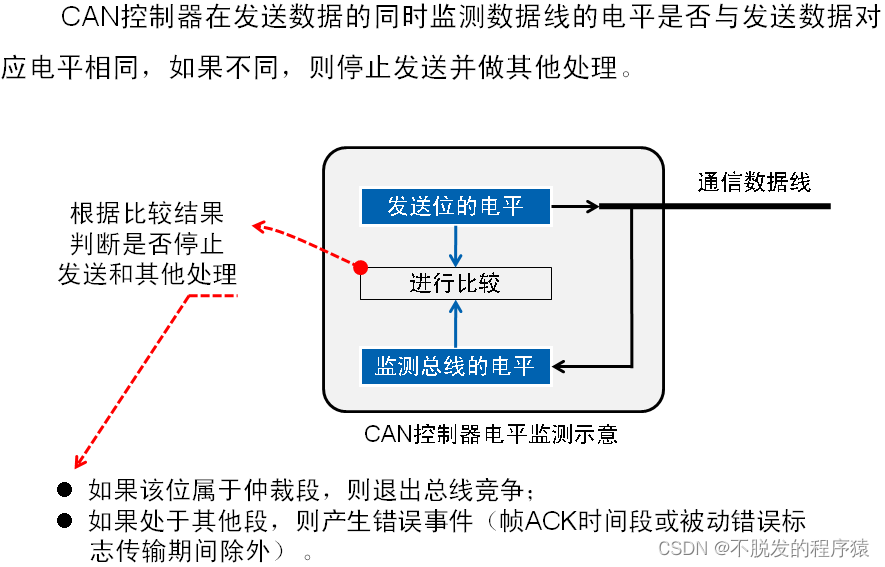 CAN控制器在发送数据的同时监测数据线的电平是否与发送数据对
应电平相同，如果不同，则停止发送并做其他处理。
通信数据线
发送位的电平
根据比较结果
判断是否停止
发送和其他处理
进行比较
监测总线的电平
CAN控制器电平监测示意
● 如果该位属于仲裁段，则退出总线竞争；
● 如果处于其他段，则产生错误事件（帧ACK时间段或被动错误标
志传输期间除外）。
CSDN @不脱发的程序猿